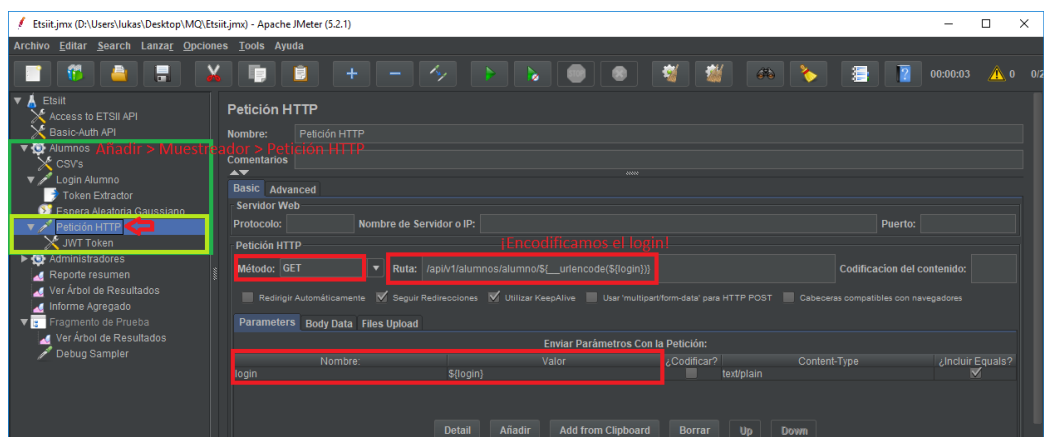 Etsiit.jmx (D:\Users\lukas\Desktop\MQ\Etsiit.jmx) - Apache JMeter (5.2.1)
Archivo Editar Search Lanzar Opciones Tools Ayuda
00:00:03 0 0/2
Etsiit
Access to ETSII API
Basic-Auth API
Alumnos
CSV's
Login Alumno
Token Extractor
Espera Aleatoria Gaussiano
Petición HTTP
JWT Token
Administradores
Reporte resumen
Ver Árbol de Resultados
Informe Agregado
Fragmento de Prueba
Ver Árbol de Resultados
Debug Sampler
Añadir > Muestreador > Petición HTTP
Petición HTTP
Nombre: Petición HTTP
Comentarios
Basic Advanced
Servidor Web
Protocolo: Nombre de Servidor o IP: Puerto:
Petición HTTP
¡Encodificamos el login!
Método: GET Ruta: /api/v1/alumnos/alumno/${__urlencode(${login})} Codificacion del contenido:
Redirigir Automáticamente Seguir Redirecciones Utilizar KeepAlive Usar 'multipart/form-data' para HTTP POST Cabeceras compatibles con navegadores
Parameters Body Data Files Upload
Enviar Parámetros Con la Petición:
Nombre: Valor ¿Codificar? Content-Type ¿Incluir Equals?
login ${login} text/plain
Detail Añadir Add from Clipboard Borrar Up Down